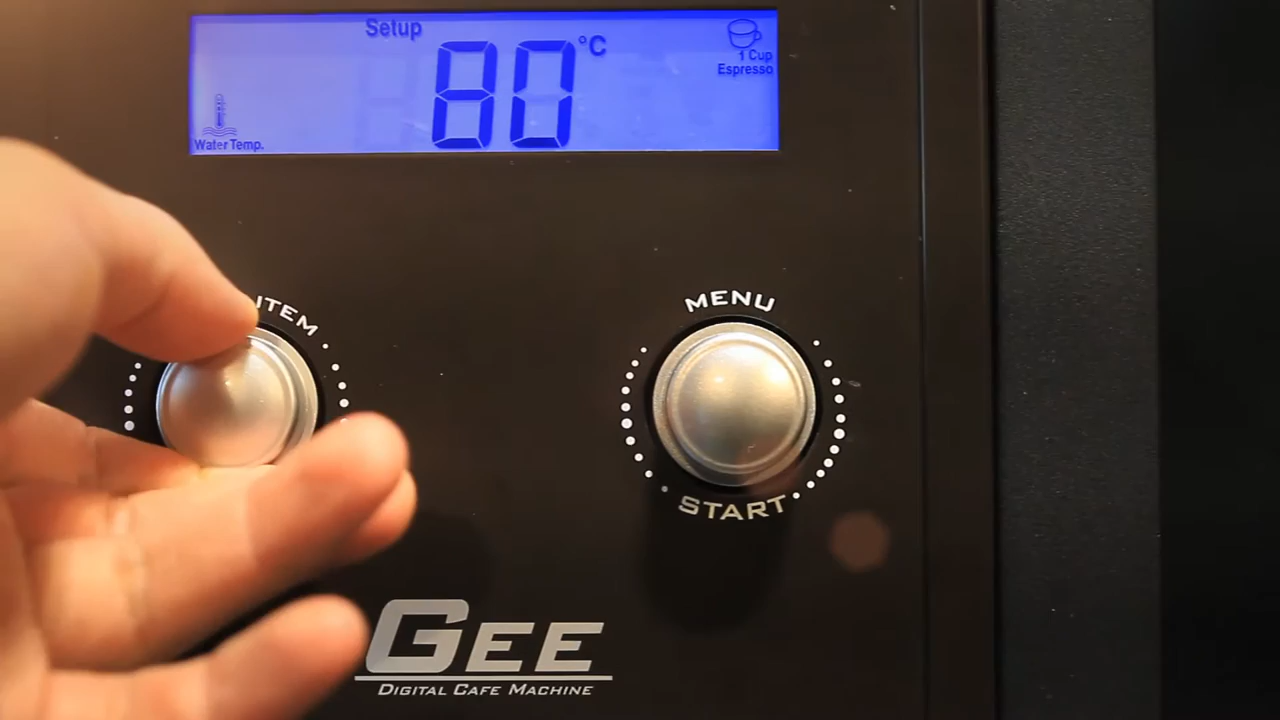 Setup
80 °C
1 Cup
Espresso
Water Temp.
ITEM
MENU
START
GEE
DIGITAL CAFE MACHINE